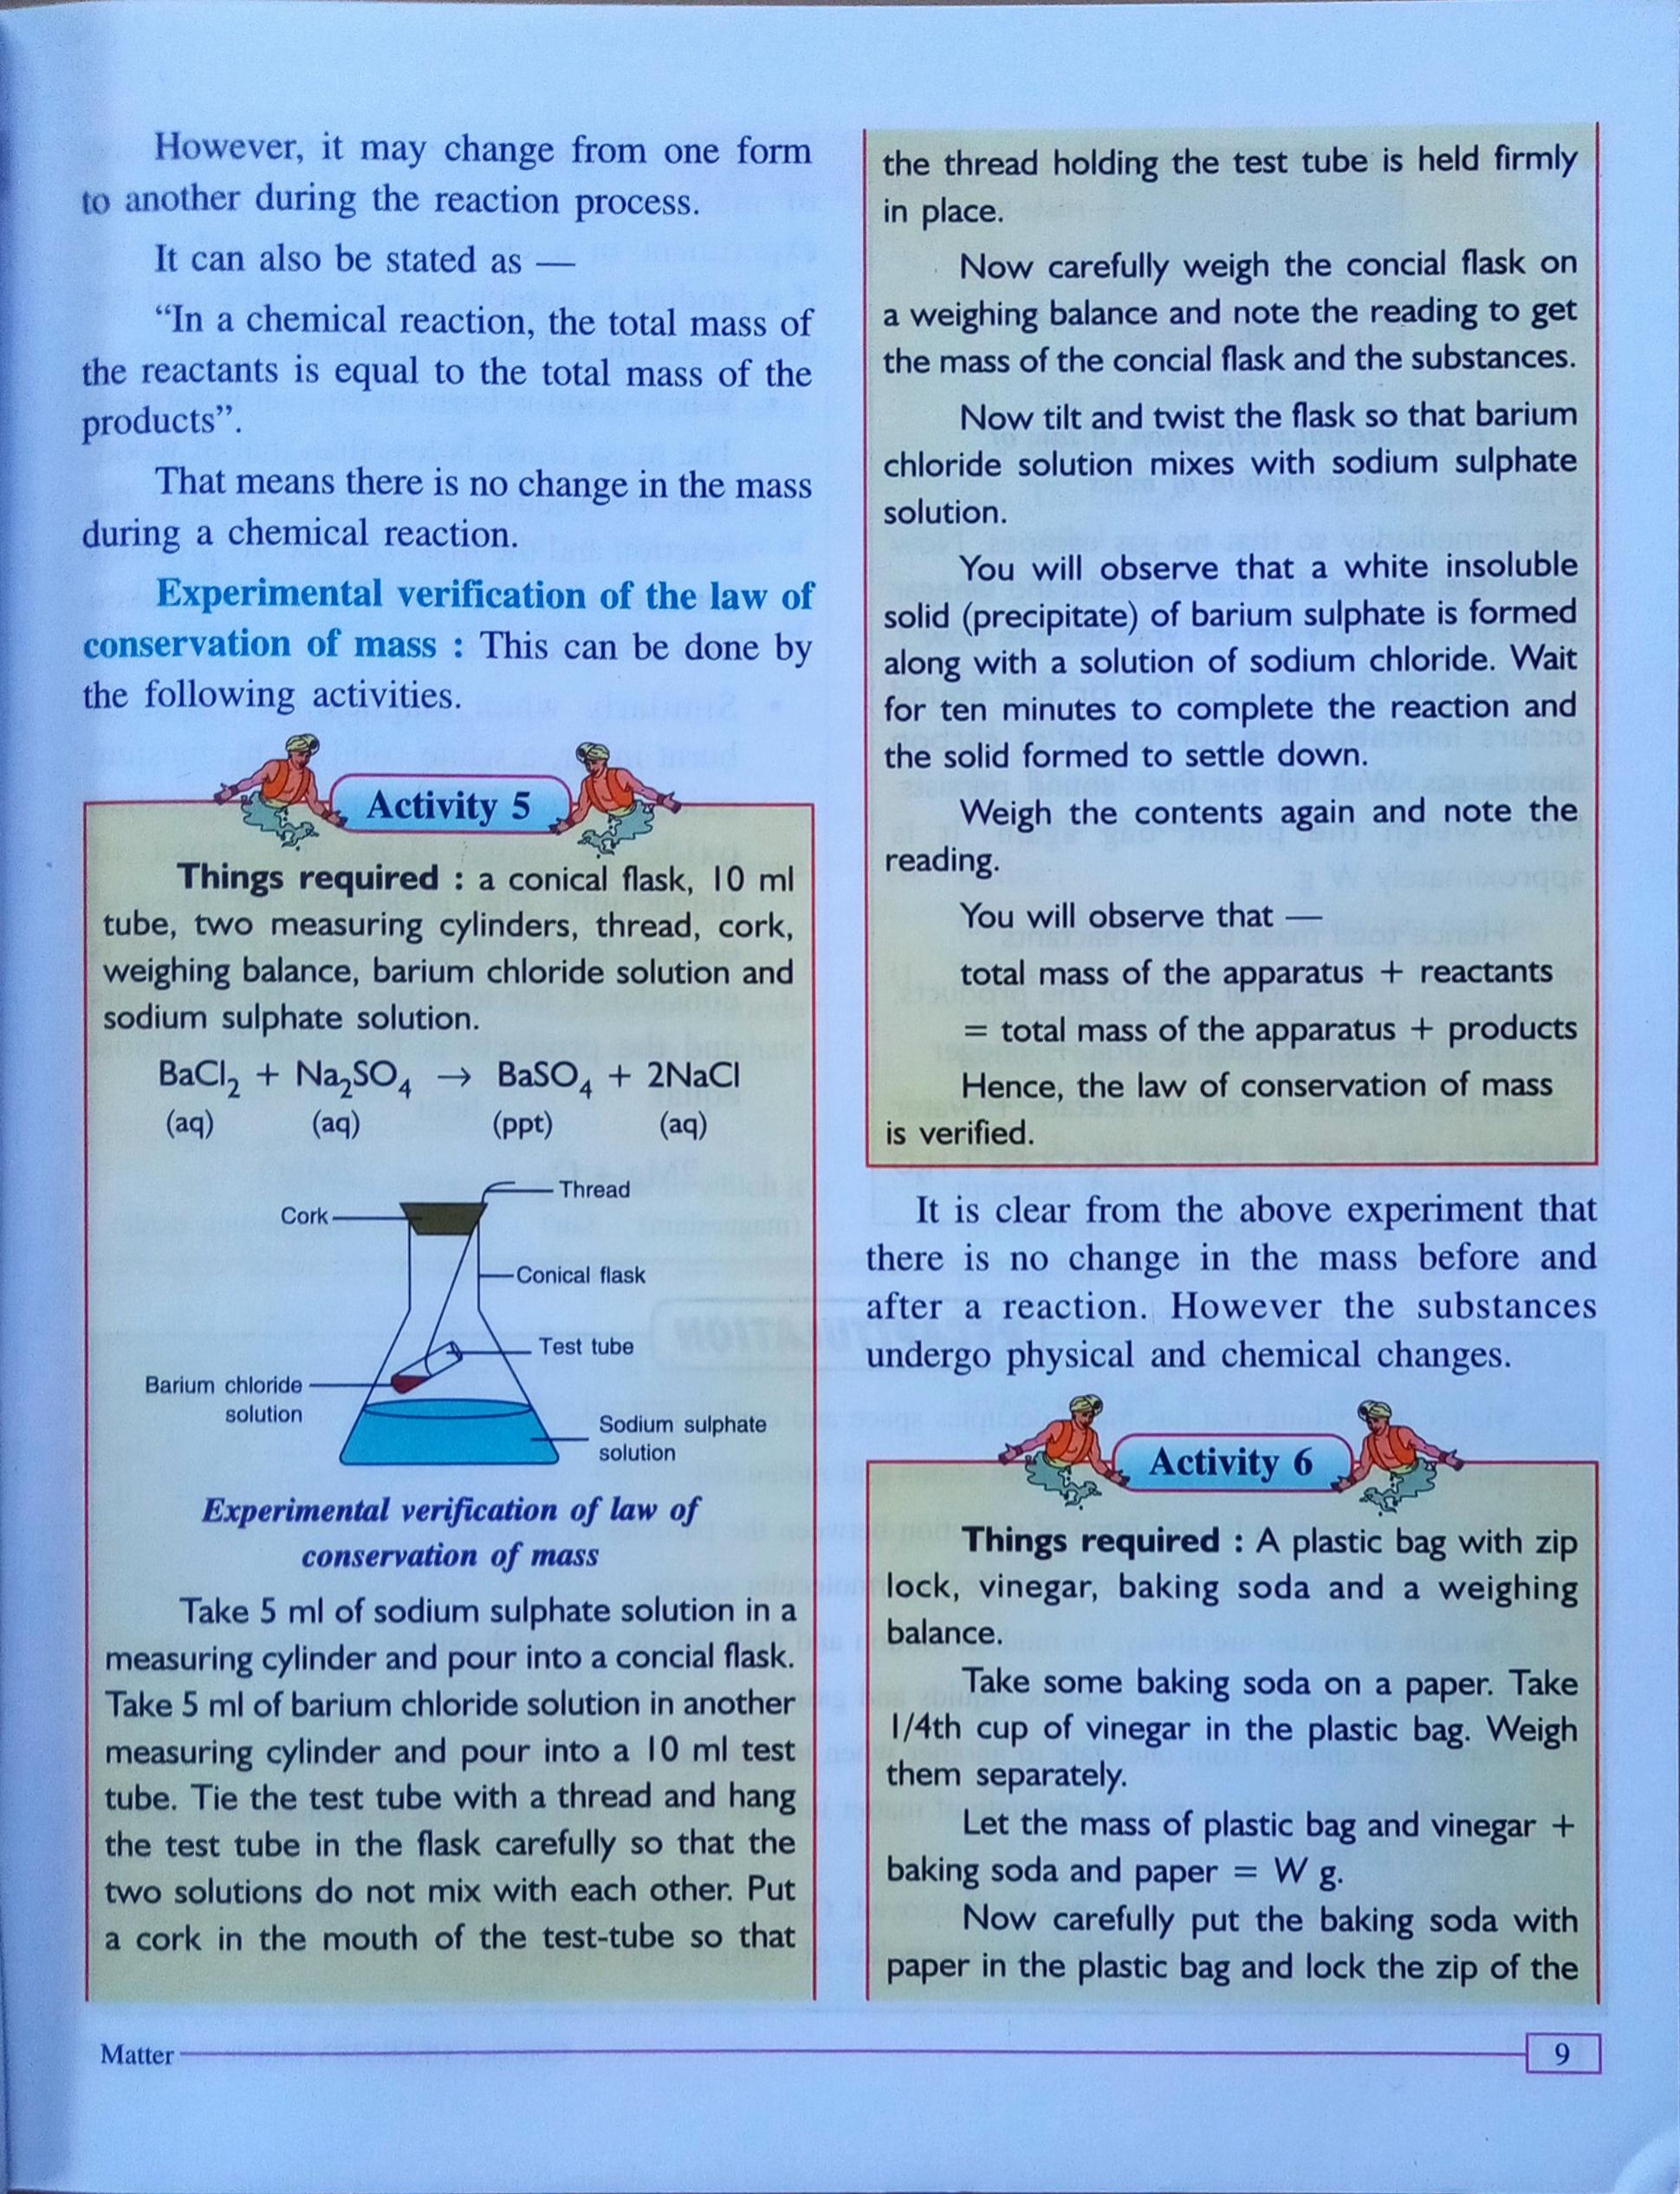 However, it may change from one form
to another during the reaction process.
It can also be stated as —
“In a chemical reaction, the total mass of
the reactants is equal to the total mass of the
products”.
That means there is no change in the mass
during a chemical reaction.
Experimental verification of the law of
conservation of mass : This can be done by
the following activities.
Activity 5
Things required : a conical flask, 10 ml
tube, two measuring cylinders, thread, cork,
weighing balance, barium chloride solution and
sodium sulphate solution.
BaCl₂ + Na₂SO₄ → BaSO₄ + 2NaCl
(aq) (aq) (ppt) (aq)
Thread
Cork
Conical flask
Test tube
Barium chloride
solution
Sodium sulphate
solution
Experimental verification of law of
conservation of mass
Take 5 ml of sodium sulphate solution in a
measuring cylinder and pour into a concial flask.
Take 5 ml of barium chloride solution in another
measuring cylinder and pour into a 10 ml test
tube. Tie the test tube with a thread and hang
the test tube in the flask carefully so that the
two solutions do not mix with each other. Put
a cork in the mouth of the test-tube so that
the thread holding the test tube is held firmly
in place.
Now carefully weigh the concial flask on
a weighing balance and note the reading to get
the mass of the concial flask and the substances.
Now tilt and twist the flask so that barium
chloride solution mixes with sodium sulphate
solution.
You will observe that a white insoluble
solid (precipitate) of barium sulphate is formed
along with a solution of sodium chloride. Wait
for ten minutes to complete the reaction and
the solid formed to settle down.
Weigh the contents again and note the
reading.
You will observe that —
total mass of the apparatus + reactants
= total mass of the apparatus + products
Hence, the law of conservation of mass
is verified.
It is clear from the above experiment that
there is no change in the mass before and
after a reaction. However the substances
undergo physical and chemical changes.
Activity 6
Things required : A plastic bag with zip
lock, vinegar, baking soda and a weighing
balance.
Take some baking soda on a paper. Take
1/4th cup of vinegar in the plastic bag. Weigh
them separately.
Let the mass of plastic bag and vinegar +
baking soda and paper = W g.
Now carefully put the baking soda with
paper in the plastic bag and lock the zip of the
Matter
9